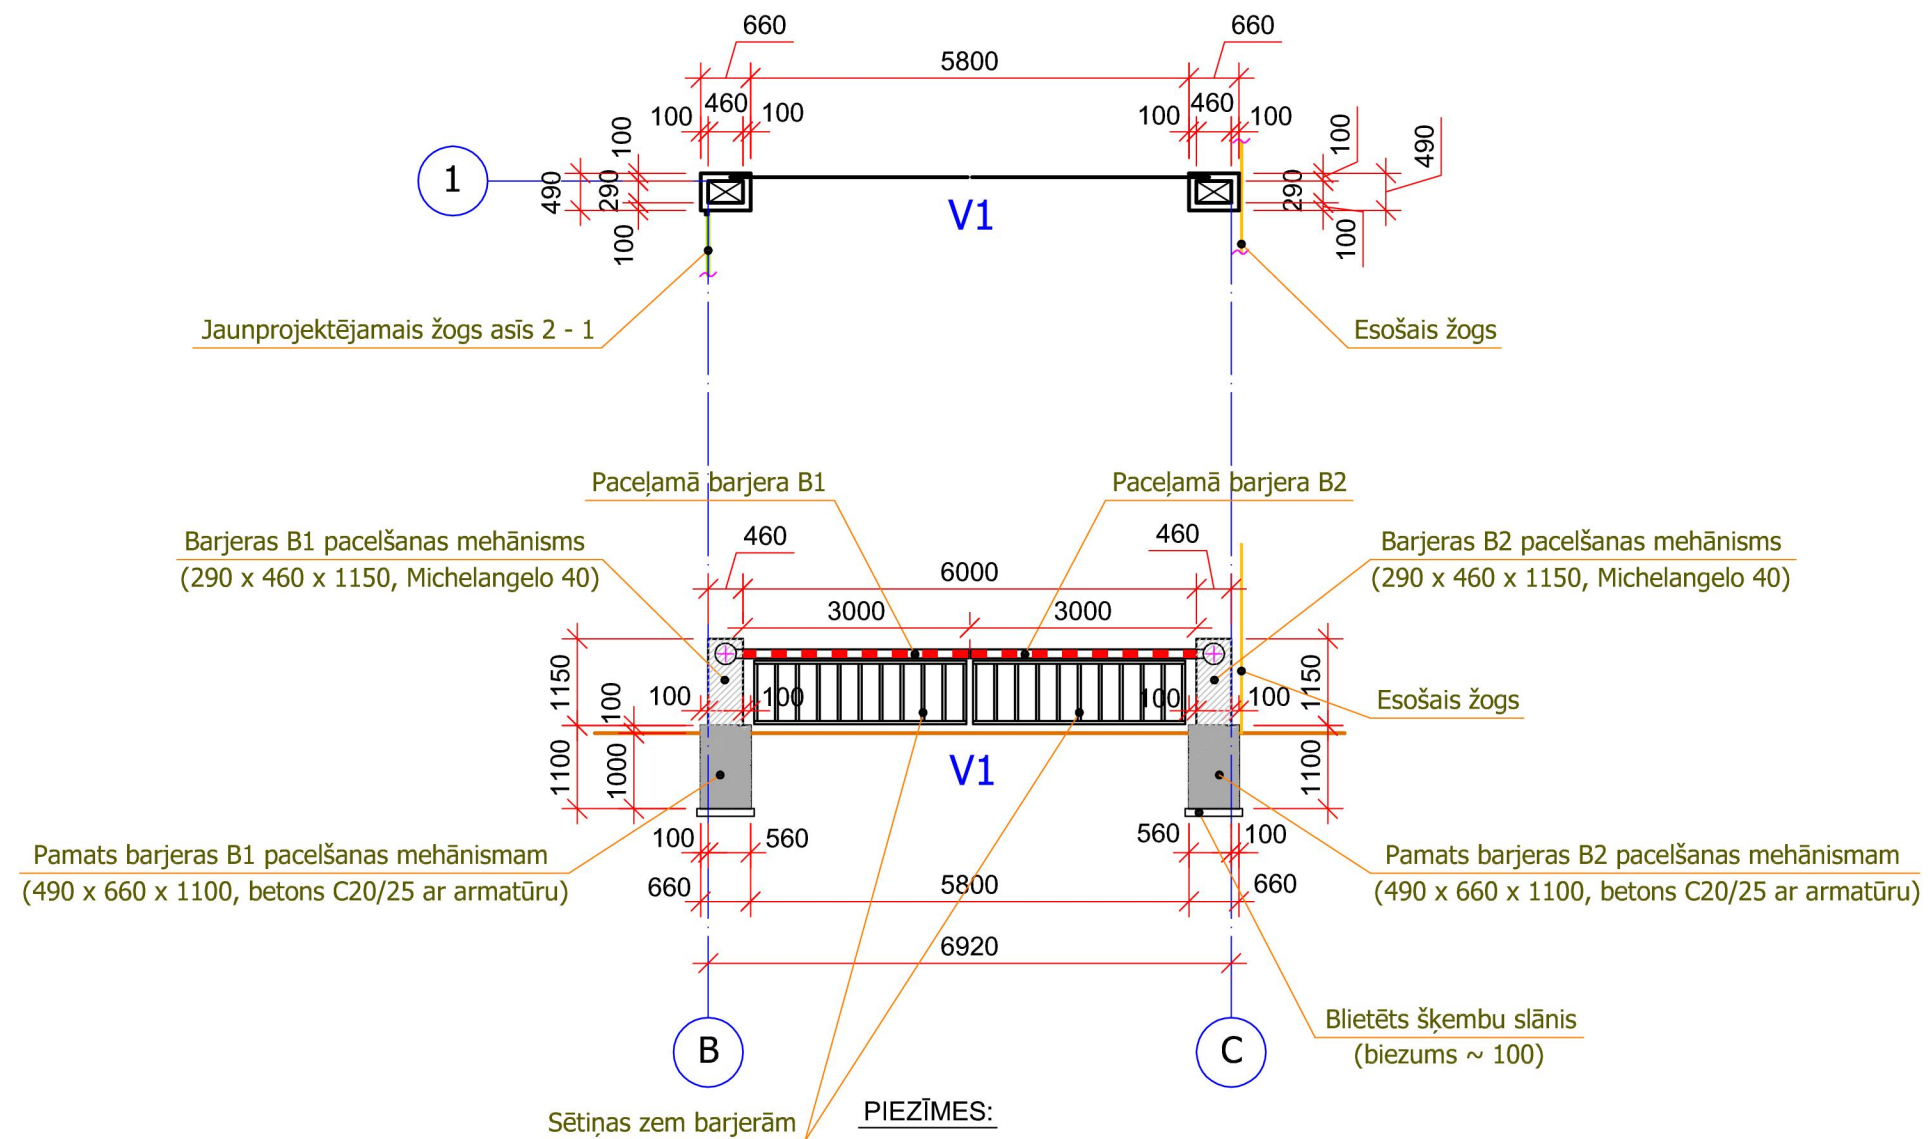 660
660
5800
100 460 100
100 460 100
100
100
490
1
490
290
290
V1
100
100
Jaunprojektējamais žogs asīs 2 - 1
Esošais žogs
Paceļamā barjera B1
Paceļamā barjera B2
Barjeras B1 pacelšanas mehānisms
(290 x 460 x 1150, Michelangelo 40)
460
460
Barjeras B2 pacelšanas mehānisms
(290 x 460 x 1150, Michelangelo 40)
6000
3000
3000
1150
100
100
100
100
100
1150
Esošais žogs
1100
1000
V1
1100
100
560
560
100
Pamats barjeras B1 pacelšanas mehānismam
(490 x 660 x 1100, betons C20/25 ar armatūru)
Pamats barjeras B2 pacelšanas mehānismam
(490 x 660 x 1100, betons C20/25 ar armatūru)
660
5800
660
6920
B
C
Blietēts šķembu slānis
(biezums ~ 100)
Sētiņas zem barjerām
PIEZĪMES: